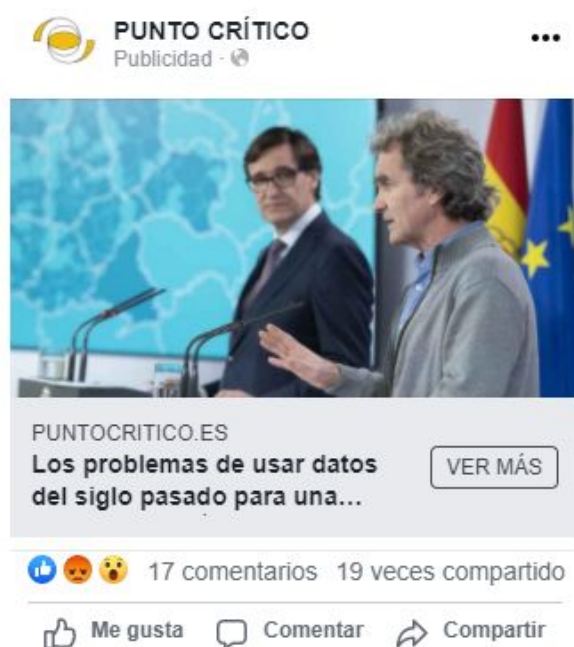 PUNTO CRÍTICO
Publicidad ·
PUNTOCRITICO.ES
Los problemas de usar datos
del siglo pasado para una...
VER MÁS
17 comentarios 19 veces compartido
Me gusta Comentar Compartir